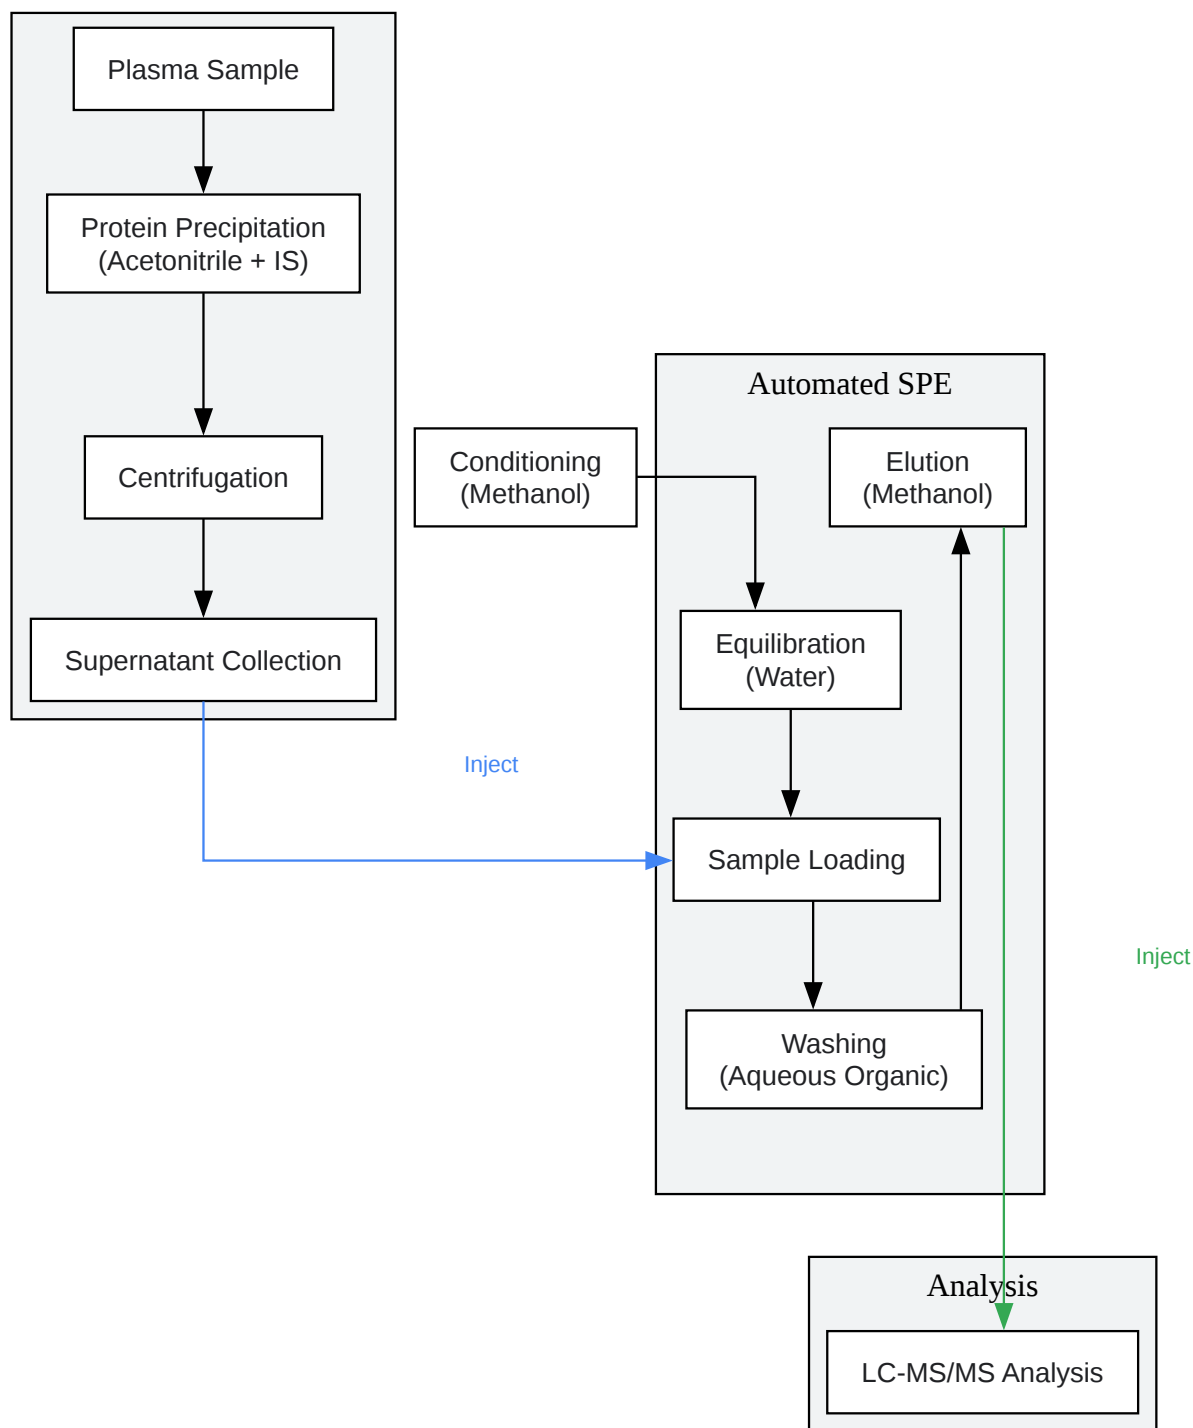 Plasma Sample
Protein Precipitation
(Acetonitrile + IS)
Centrifugation
Supernatant Collection
Inject
Automated SPE
Conditioning
(Methanol)
Elution
(Methanol)
Equilibration
(Water)
Sample Loading
Washing
(Aqueous Organic)
Inject
Analysis
LC-MS/MS Analysis